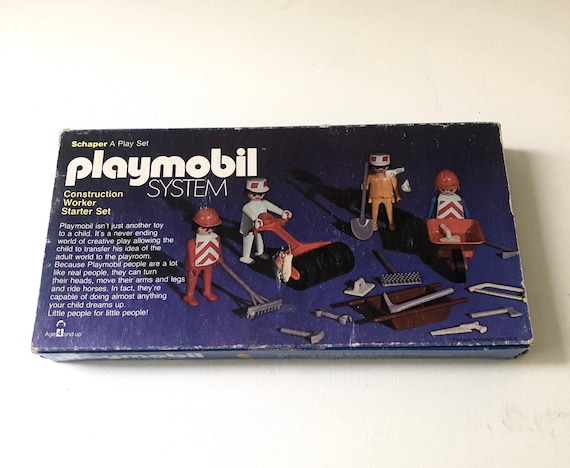 Schaper A Play Set
playmobil
SYSTEM
Construction
Worker
Starter Set
Playmobil isn't just another toy
to a child. It's a never ending
world of creative play allowing the
child to transfer his idea of the
adult world to the playroom.
Because Playmobil people are a lot
like real people, they can turn
their heads, move their arms and legs
and ride horses. In fact, they're
capable of doing almost anything
your child dreams up.
Little people for little people!
Age 4 and up
playmobil